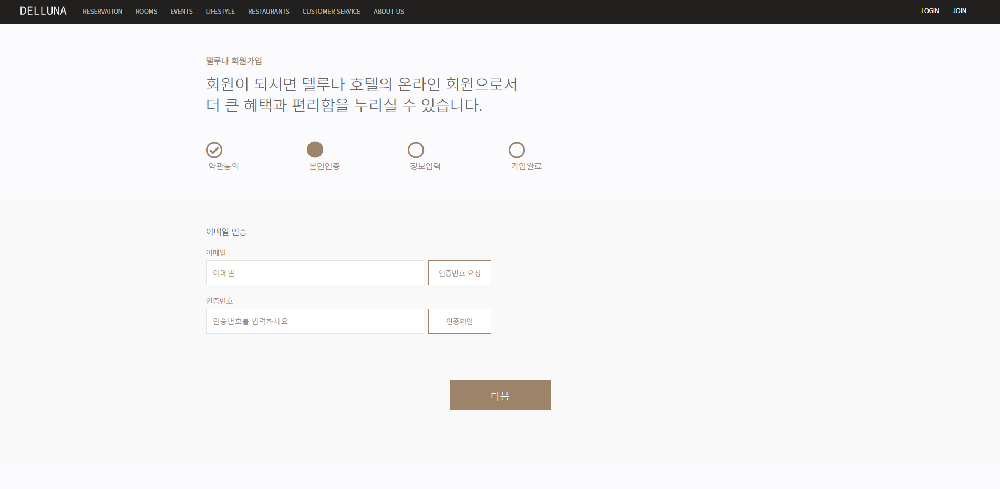 DELLUNA RESERVATION ROOMS EVENTS LIFESTYLE RESTAURANTS CUSTOMER SERVICE ABOUT US LOGIN JOIN
델루나 회원가입
회원이 되시면 델루나 호텔의 온라인 회원으로서
더 큰 혜택과 편리함을 누리실 수 있습니다.
약관동의 본인인증 정보입력 가입완료
이메일 인증
이메일
이메일 인증번호 요청
인증번호
인증번호를 입력하세요. 인증확인
다음